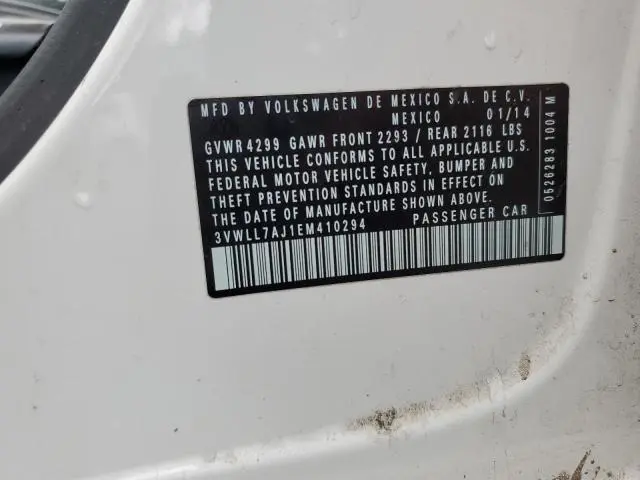 MFD BY VOLKSWAGEN DE MEXICO S.A. DE C.V.
MEXICO 01/14
GVWR 4299 GAWR FRONT 2293 / REAR 2116 LBS
THIS VEHICLE CONFORMS TO ALL APPLICABLE U.S.
FEDERAL MOTOR VEHICLE SAFETY, BUMPER AND
THEFT PREVENTION STANDARDS IN EFFECT ON
THE DATE OF MANUFACTURE SHOWN ABOVE.
3VWLL7AJ1EM410294 PASSENGER CAR
0526283 1004 M